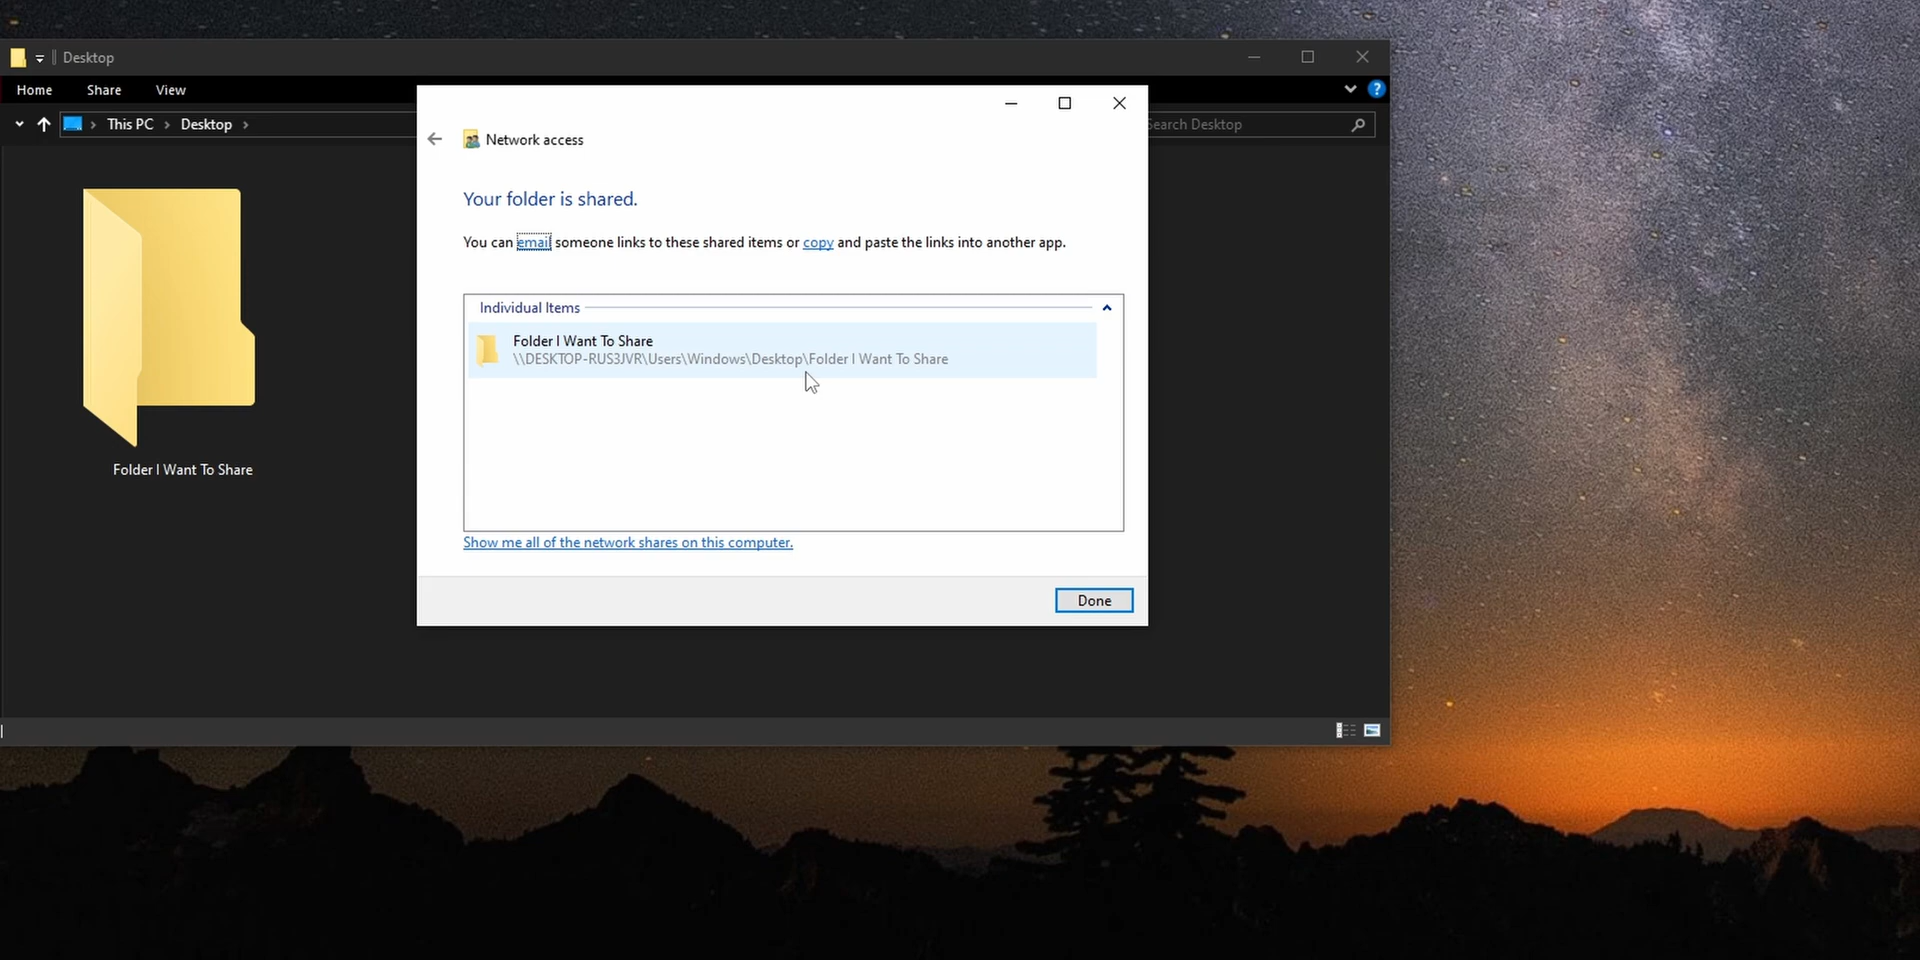 Desktop
Home Share View
This PC Desktop
Search Desktop
Folder I Want To Share
Network access
Your folder is shared.
You can email someone links to these shared items or copy and paste the links into another app.
Individual Items
Folder I Want To Share
\\DESKTOP-RUS3JVR\Users\Windows\Desktop\Folder I Want To Share
Show me all of the network shares on this computer.
Done